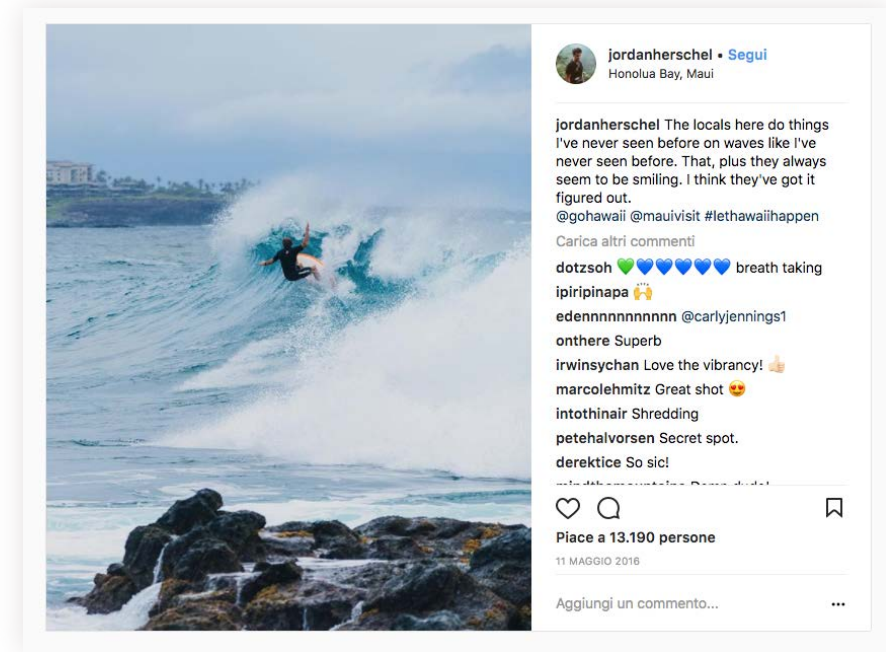 jordanherschel • Segui
Honolua Bay, Maui
jordanherschel The locals here do things
I've never seen before on waves like I've
never seen before. That, plus they always
seem to be smiling. I think they've got it
figured out.
@gohawaii @mauivisit #lethawaiihappen
Carica altri commenti
dotzsoh 💚💙💙💙💙💙 breath taking
ipiripinapa 🙌
edennnnnnnnnnn @carlyjennings1
onthere Superb
irwinsychan Love the vibrancy! 👍🏻
marcolehmitz Great shot 😍
intothinair Shredding
petehalvorsen Secret spot.
derektice So sic!
Piace a 13.190 persone
11 MAGGIO 2016
Aggiungi un commento...